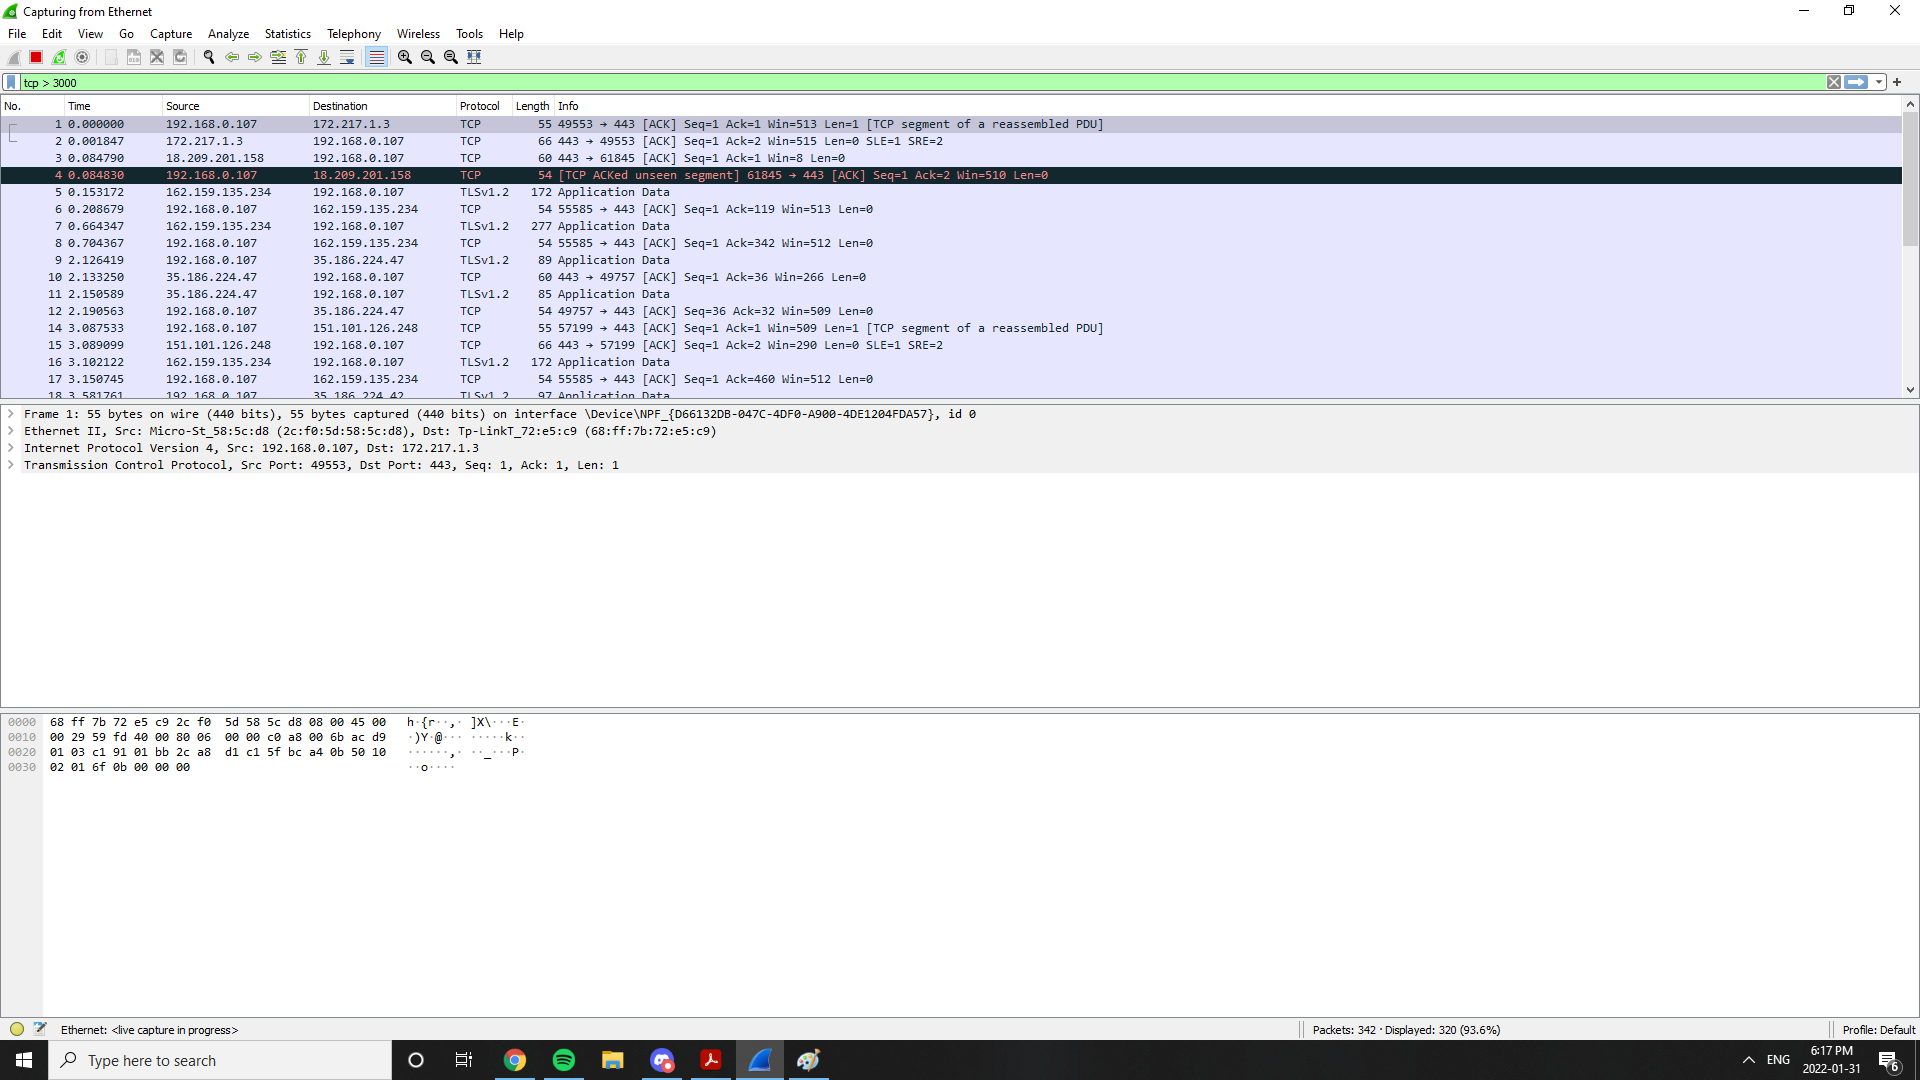 Capturing from Ethernet
File Edit View Go Capture Analyze Statistics Telephony Wireless Tools Help
tcp > 3000
No. Time Source Destination Protocol Length Info
1 0.000000 192.168.0.107 172.217.1.3 TCP 55 49553 → 443 [ACK] Seq=1 Ack=1 Win=513 Len=1 [TCP segment of a reassembled PDU]
2 0.001847 172.217.1.3 192.168.0.107 TCP 66 443 → 49553 [ACK] Seq=1 Ack=2 Win=515 Len=0 SLE=1 SRE=2
3 0.084790 18.209.201.158 192.168.0.107 TCP 60 443 → 61845 [ACK] Seq=1 Ack=1 Win=8 Len=0
4 0.084830 192.168.0.107 18.209.201.158 TCP 54 [TCP ACKed unseen segment] 61845 → 443 [ACK] Seq=1 Ack=2 Win=510 Len=0
5 0.153172 162.159.135.234 192.168.0.107 TLSv1.2 172 Application Data
6 0.208679 192.168.0.107 162.159.135.234 TCP 54 55585 → 443 [ACK] Seq=1 Ack=119 Win=513 Len=0
7 0.664347 162.159.135.234 192.168.0.107 TLSv1.2 277 Application Data
8 0.704367 192.168.0.107 162.159.135.234 TCP 54 55585 → 443 [ACK] Seq=1 Ack=342 Win=512 Len=0
9 2.126419 192.168.0.107 35.186.224.47 TLSv1.2 89 Application Data
10 2.133250 35.186.224.47 192.168.0.107 TCP 60 443 → 49757 [ACK] Seq=1 Ack=36 Win=266 Len=0
11 2.150589 35.186.224.47 192.168.0.107 TLSv1.2 85 Application Data
12 2.190563 192.168.0.107 35.186.224.47 TCP 54 49757 → 443 [ACK] Seq=36 Ack=32 Win=509 Len=0
14 3.087533 192.168.0.107 151.101.126.248 TCP 55 57199 → 443 [ACK] Seq=1 Ack=1 Win=509 Len=1 [TCP segment of a reassembled PDU]
15 3.089099 151.101.126.248 192.168.0.107 TCP 66 443 → 57199 [ACK] Seq=1 Ack=2 Win=290 Len=0 SLE=1 SRE=2
16 3.102122 162.159.135.234 192.168.0.107 TLSv1.2 172 Application Data
17 3.150745 192.168.0.107 162.159.135.234 TCP 54 55585 → 443 [ACK] Seq=1 Ack=460 Win=512 Len=0
18 3.581761 192.168.0.107 35.186.224.42 TLSv1.2 97 Application Data
Frame 1: 55 bytes on wire (440 bits), 55 bytes captured (440 bits) on interface \Device\NPF_{D66132DB-047C-4DF0-A900-4DE1204FDA57}, id 0
Ethernet II, Src: Micro-St_58:5c:d8 (2c:f0:5d:58:5c:d8), Dst: Tp-LinkT_72:e5:c9 (68:ff:7b:72:e5:c9)
Internet Protocol Version 4, Src: 192.168.0.107, Dst: 172.217.1.3
Transmission Control Protocol, Src Port: 49553, Dst Port: 443, Seq: 1, Ack: 1, Len: 1
0000 68 ff 7b 72 e5 c9 2c f0 5d 58 5c d8 08 00 45 00 h·{r··,· ]X\···E·
0010 00 29 59 fd 40 00 80 06 00 00 c0 a8 00 6b ac d9 ·)Y·@··· ·····k··
0020 01 03 c1 91 01 bb 2c a8 d1 c1 5f bc a4 0b 50 10 ······,· ··_···P·
0030 02 01 6f 0b 00 00 00 ··o····
Ethernet: <live capture in progress>
Packets: 342 · Displayed: 320 (93.6%)
Profile: Default
Type here to search
ENG
6:17 PM
2022-01-31
6